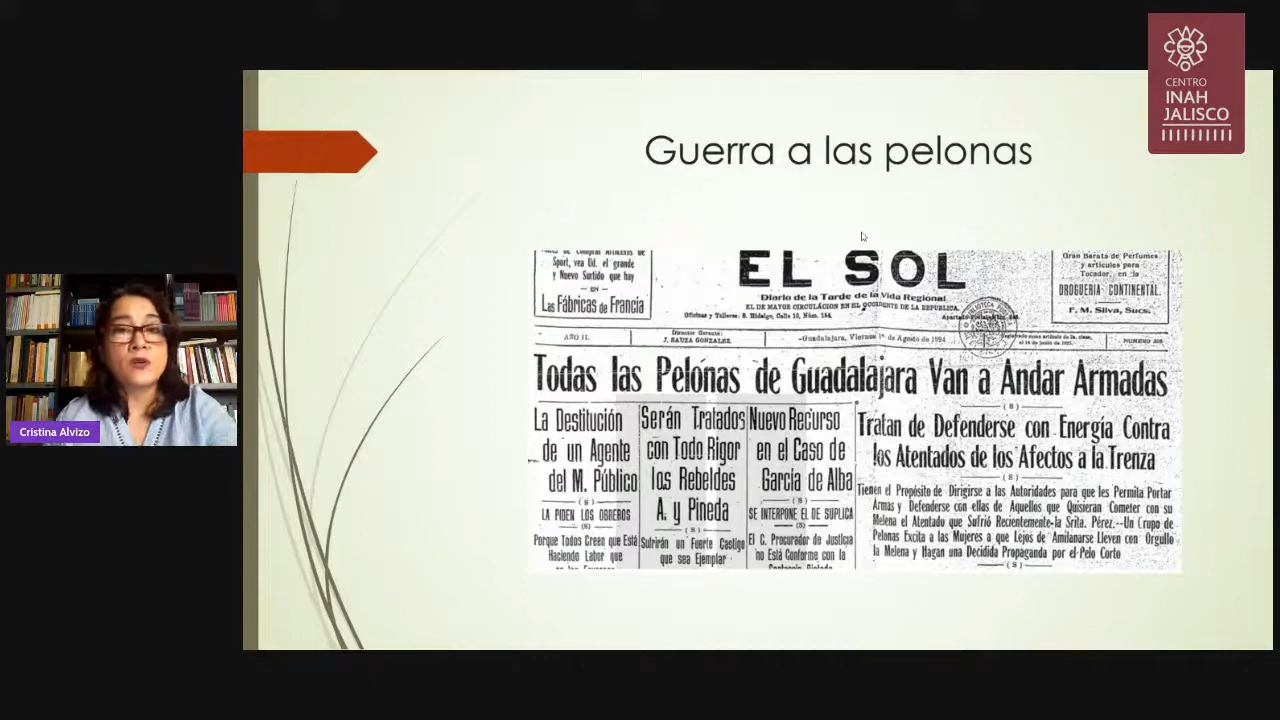 CENTRO
INAH
JALISCO
Guerra a las pelonas
Cristina Alvizo
Sport, vea Ud. el grande
y Nuevo Surtido que hay
EN
Las Fábricas de Francia
EL SOL
Diario de la Tarde de la Vida Regional
EL DE MAYOR CIRCULACION EN EL OCCIDENTE DE LA REPUBLICA.
Oficinas y Talleres: S. Hidalgo, Calle 10, Núm. 184.
Gran Barata de Perfumes
y artículos para
Tocador, en la
DROGUERIA CONTINENTAL.
F. M. Silva, Sucs.
AÑO II.
Director Gerente:
J. SAUZA GONZALEZ.
Guadalajara, Viernes 1º de Agosto de 1924
Todas las Pelonas de Guadalajara Van a Andar Armadas
La Destitución
de un Agente
del M. Público
( S )
LA PIDEN LOS OBREROS
(S)
Porque Todos Creen que Está
Haciendo Labor que
Serán Tratados
con Todo Rigor
los Rebeldes
A. y Pineda
( S )
Sufrirán un Fuerte Castigo
que sea Ejemplar
Nuevo Recurso
en el Caso de
García de Alba
( S )
SE INTERPONE EL DE SUPLICA
(S)
El C. Procurador de Justicia
no Está Conforme con la
( S )
Tratan de Defenderse con Energía Contra
los Atentados de los Afectos a la Trenza
( S )
Tienen el Propósito de Dirigirse a las Autoridades para que les Permita Portar
Armas y Defenderse con ellas de Aquellos que Quisieran Cometer con su
Melena el Atentado que Sufrió Recientemente la Srita. Pérez.--Un Grupo de
Pelonas Excita a las Mujeres a que Lejos de Amilanarse Lleven con Orgullo
la Melena y Hagan una Decidida Propaganda por el Pelo Corto
( S )